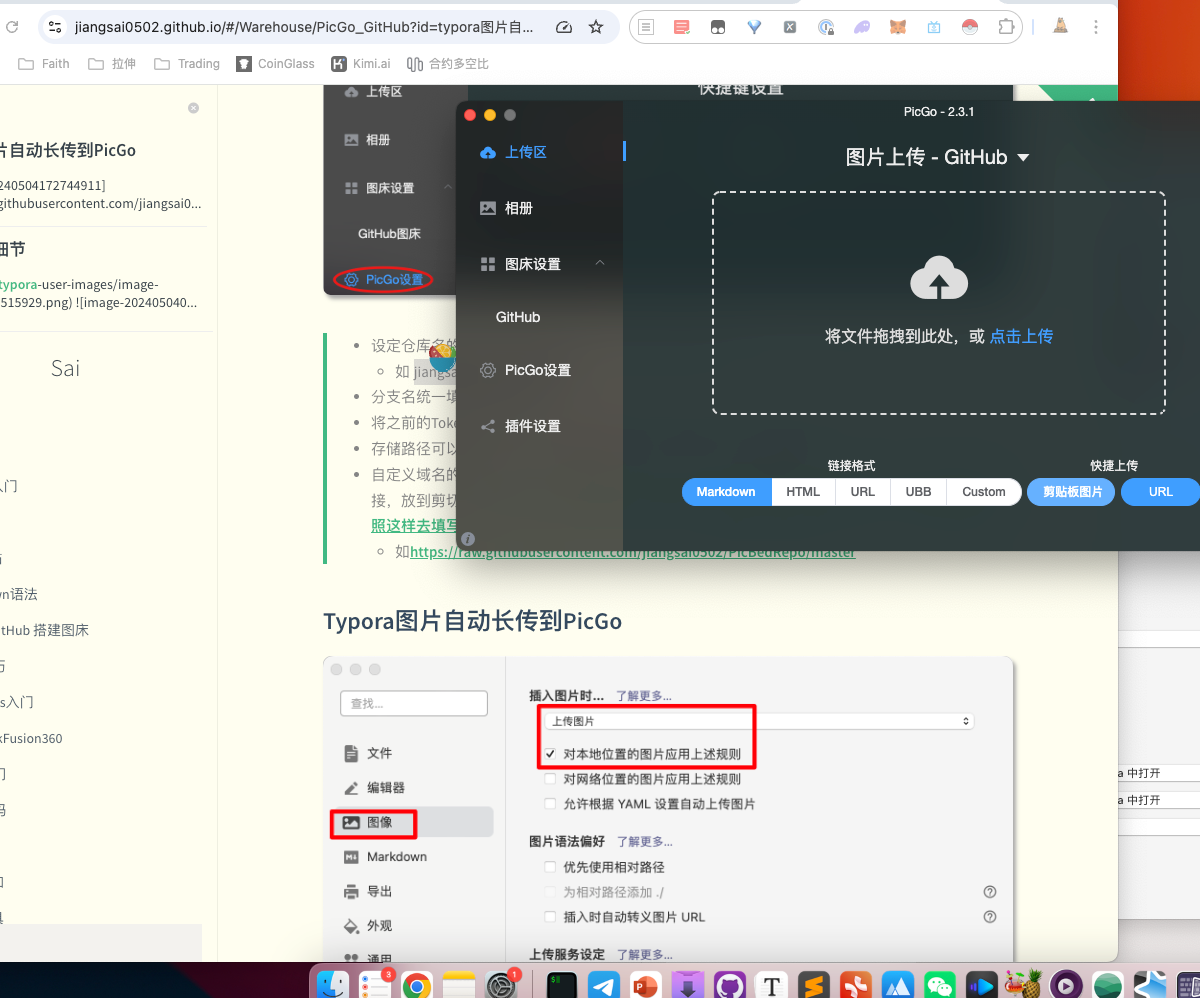 jiangsai0502.github.io/#/Warehouse/PicGo_GitHub?id=typora图片自...
Faith
拉伸
Trading
CoinGlass
Kimi.ai
合约多空比
片自动长传到PicGo
240504172744911]
githubusercontent.com/jiangsai0...
细节
typora-user-images/image-
515929.png) ![image-202405040...
Sai
入门
wn语法
tHub 搭建图床
s入门
kFusion360
门
码
上传区
相册
图床设置
GitHub图床
PicGo设置
快捷键设置
设定仓库名的
如 jiangsa
分支名统一填
将之前的Toke
存储路径可以
自定义域名的
接，放到剪切
照这样去填写
如https://raw.githubusercontent.com/jiangsai0502/PicBedRepo/master
PicGo - 2.3.1
上传区
相册
图床设置
GitHub
PicGo设置
插件设置
图片上传 - GitHub
将文件拖拽到此处，或 点击上传
链接格式
快捷上传
Markdown
HTML
URL
UBB
Custom
剪贴板图片
URL
Typora图片自动长传到PicGo
查找...
文件
编辑器
图像
Markdown
导出
外观
通用
插入图片时... 了解更多...
上传图片
对本地位置的图片应用上述规则
对网络位置的图片应用上述规则
允许根据 YAML 设置自动上传图片
图片语法偏好 了解更多...
优先使用相对路径
为相对路径添加 ./
插入时自动转义图片 URL
上传服务设定 了解更多...
a 中打开
a 中打开
3
1